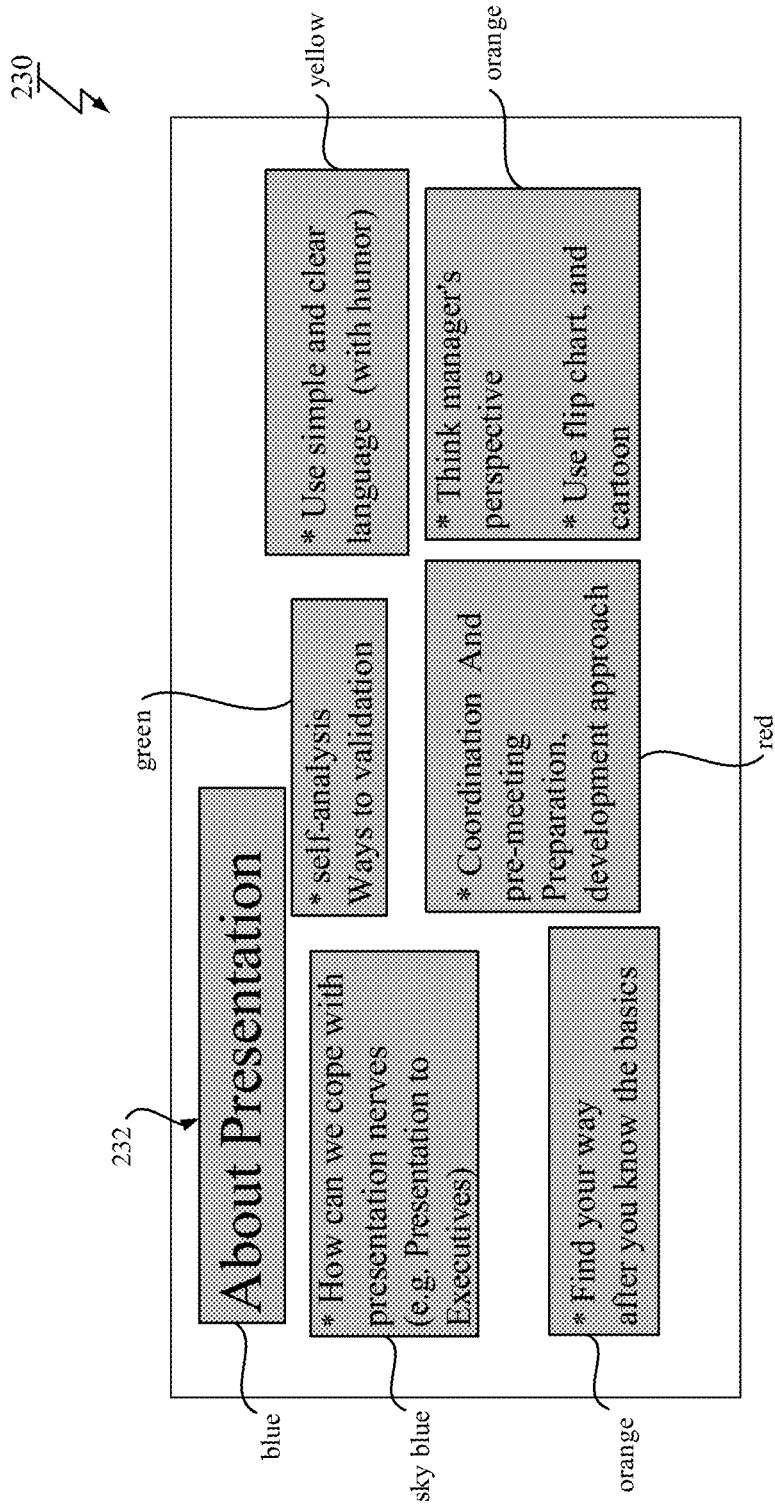 230
232
green
blue
About Presentation
* self-analysis
Ways to validation
* Use simple and clear
language (with humor)
yellow
sky blue
* How can we cope with
presentation nerves
(e.g. Presentation to
Executives)
* Coordination And
pre-meeting
Preparation,
development approach
* Think manager's
perspective
* Use flip chart, and
cartoon
orange
orange
* Find your way
after you know the basics
red